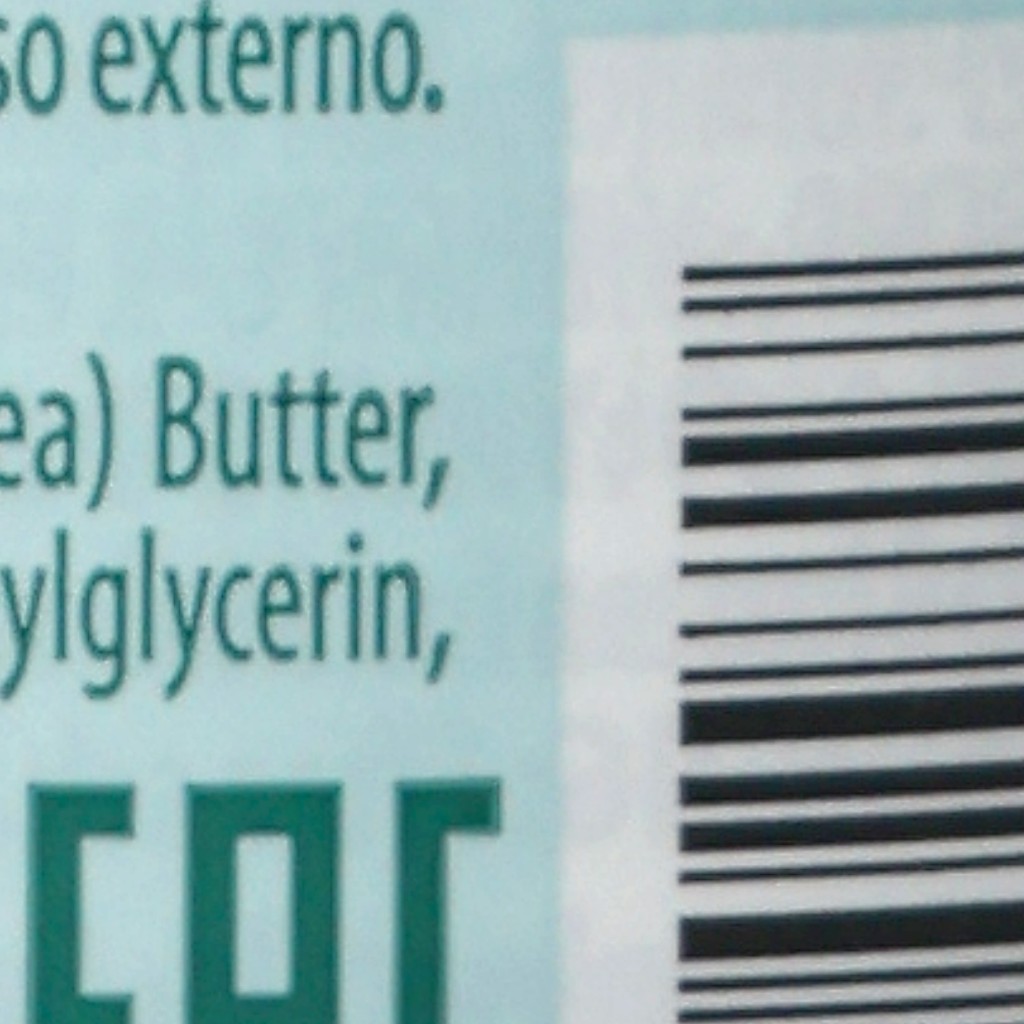 so externo.
ea) Butter,
ylglycerin,
EAC